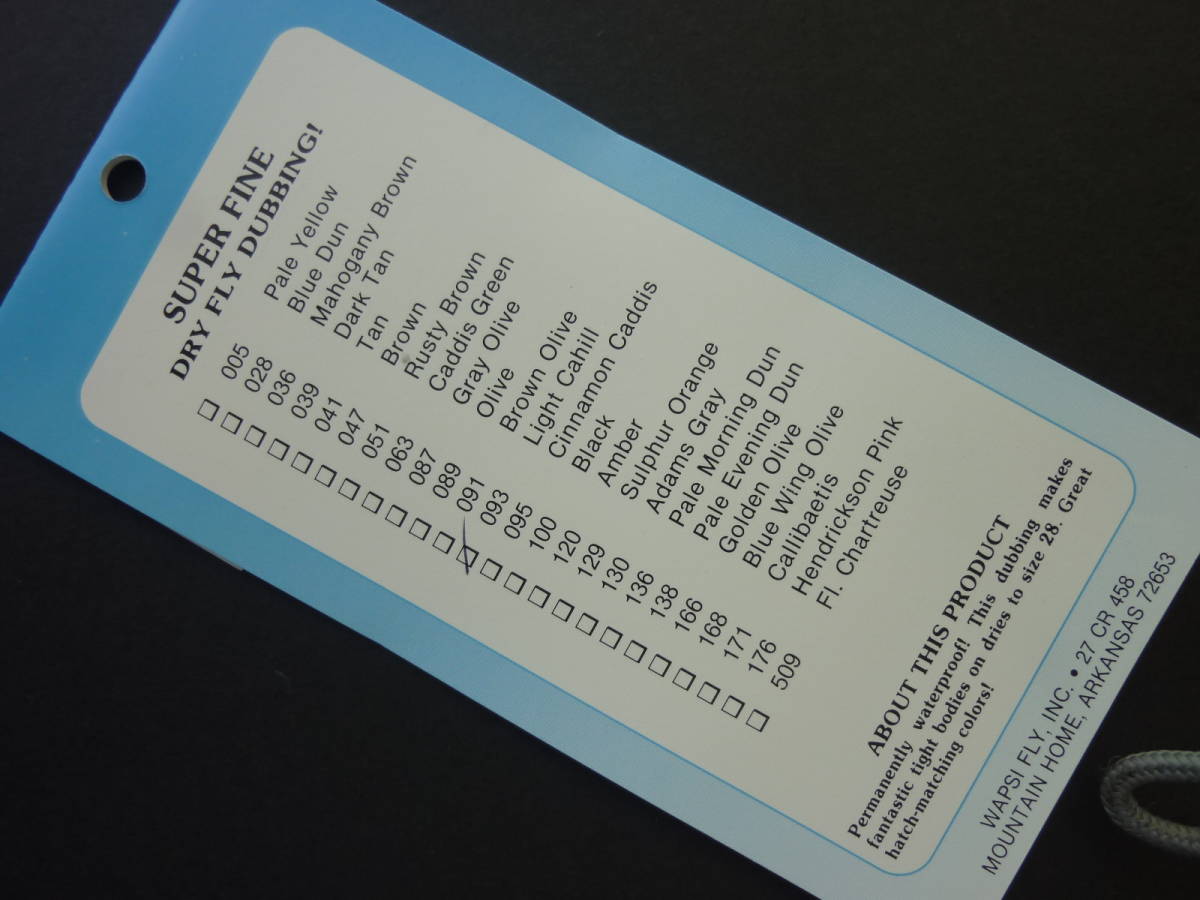 SUPER FINE
DRY FLY DUBBING!
☐ 005 Pale Yellow
☐ 028 Blue Dun
☐ 036 Mahogany Brown
☐ 039 Dark Tan
☐ 041 Tan
☐ 047 Brown
☐ 051 Rusty Brown
☐ 063 Caddis Green
☐ 087 Gray Olive
☐ 089 Olive
☐ 091 Brown Olive
☑ 093 Light Cahill
☐ 095 Cinnamon Caddis
☐ 100 Black
☐ 120 Amber
☐ 129 Sulphur Orange
☐ 130 Adams Gray
☐ 136 Pale Morning Dun
☐ 138 Pale Evening Dun
☐ 166 Golden Olive
☐ 168 Blue Wing Olive
☐ 171 Callibaetis
☐ 176 Hendrickson Pink
☐ 509 Fl. Chartreuse
ABOUT THIS PRODUCT
Permanently waterproof! This dubbing makes
fantastic tight bodies on dries to size 28. Great
hatch-matching colors!
WAPSI FLY, INC. • 27 CR 458
MOUNTAIN HOME, ARKANSAS 72653